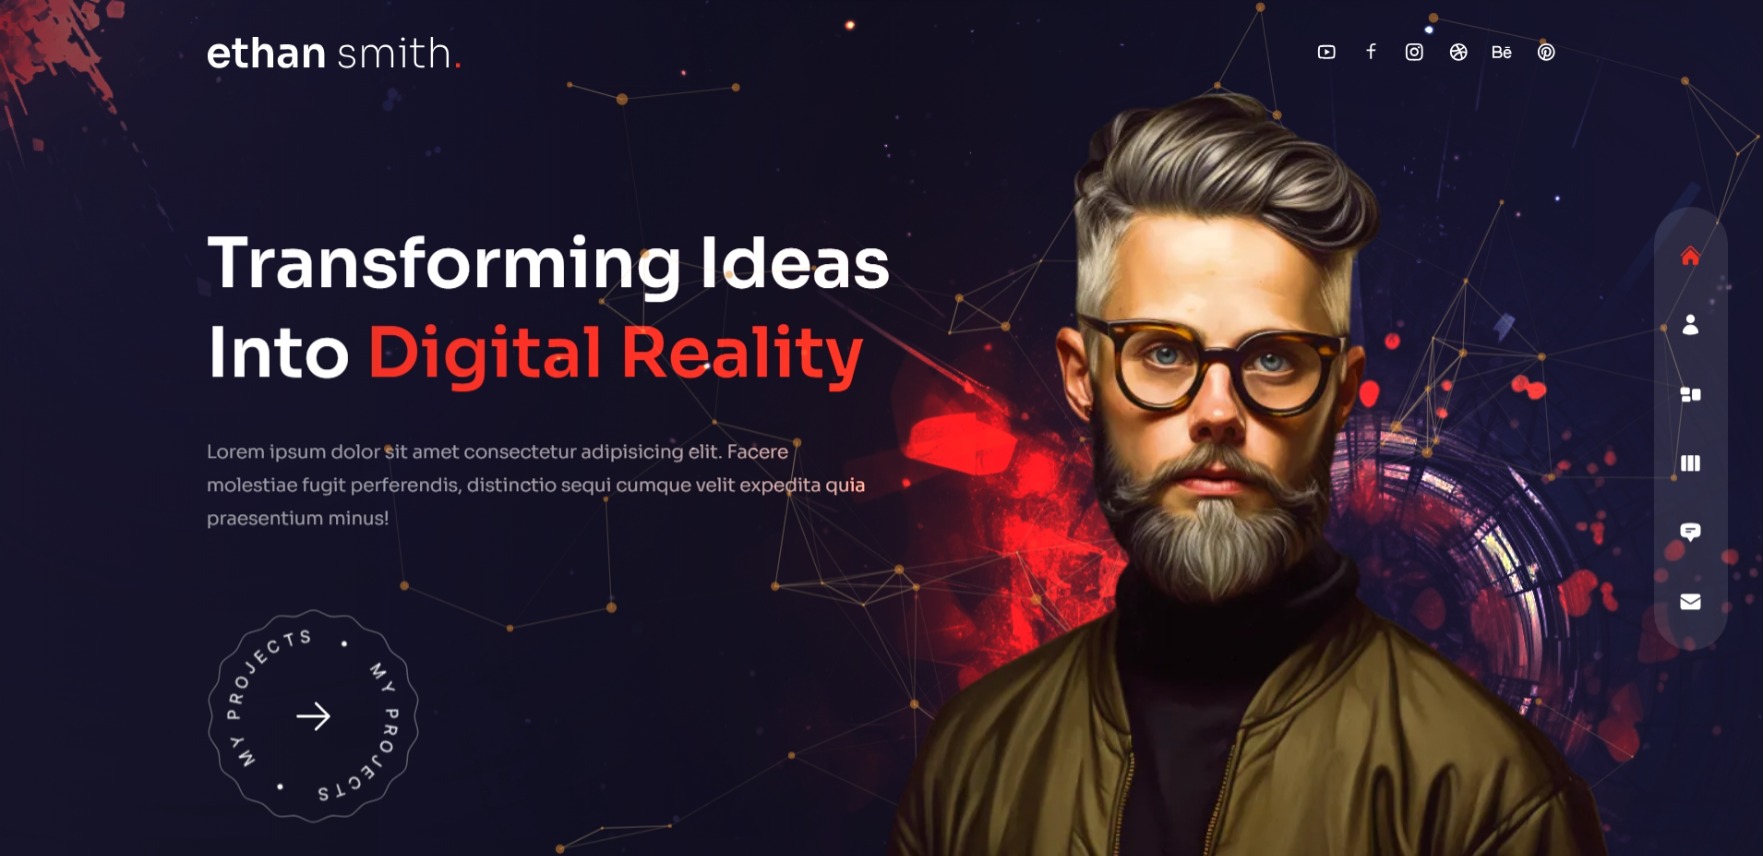 ethan smith.
Bē
Transforming Ideas
Into Digital Reality
Lorem ipsum dolor sit amet consectetur adipisicing elit. Facere
molestiae fugit perferendis, distinctio sequi cumque velit expedita quia
praesentium minus!
MY PROJECTS • MY PROJECTS •